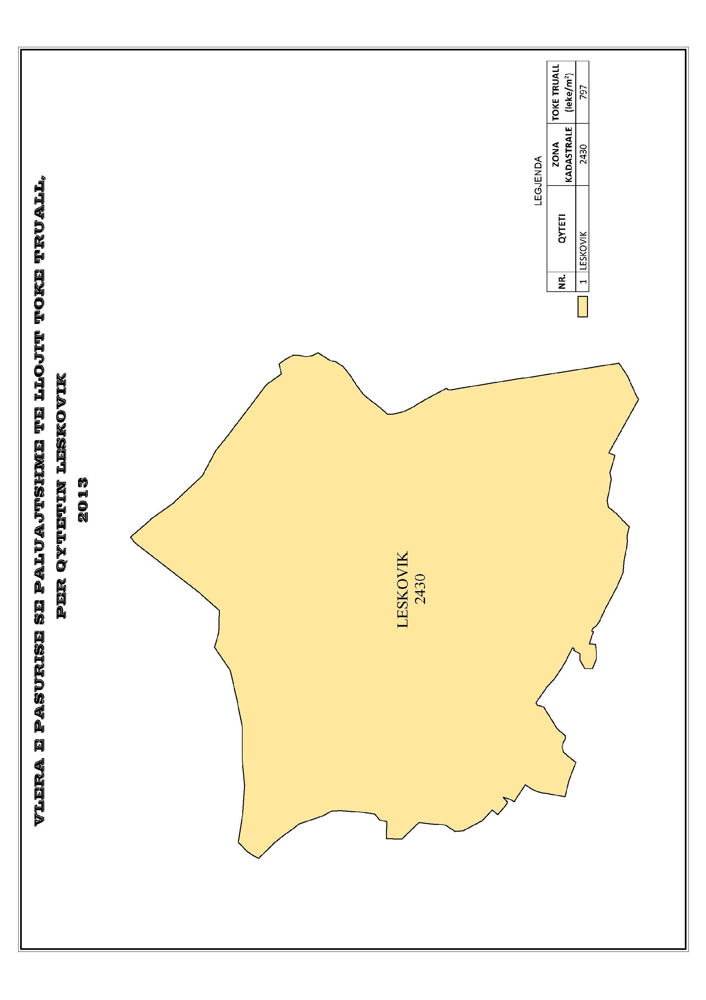 VLERA E PASURISE SE PALUAJTSHME TE LLOJIT TOKE TRUALL,
PER QYTETIN LESKOVIK
2013
LESKOVIK
2430
LEGJENDA
NR. QYTETI ZONA KADASTRALE TOKE TRUALL (leke/m²)
1 LESKOVIK 2430 797